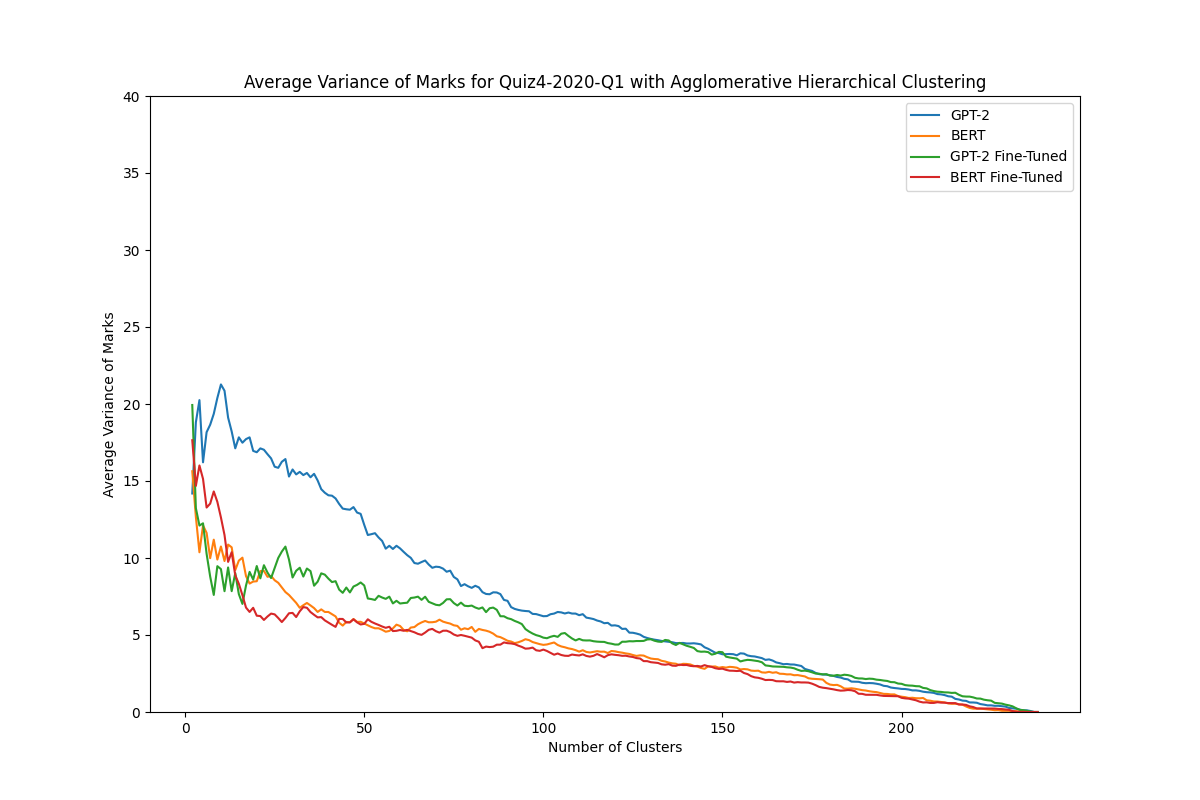 Average Variance of Marks for Quiz4-2020-Q1 with Agglomerative Hierarchical Clustering
GPT-2
BERT
GPT-2 Fine-Tuned
BERT Fine-Tuned
40
35
30
25
20
15
10
5
0
Average Variance of Marks
0 50 100 150 200
Number of Clusters